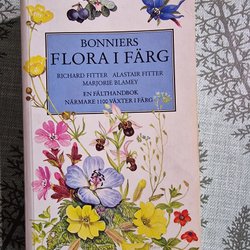 BONNIERS
FLORA I FÄRG
RICHARD FITTER ALASTAIR FITTER
MARJORIE BLAMEY
EN FÄLTHANDBOK
NÄRMARE 1100 VÄXTER I FÄRG